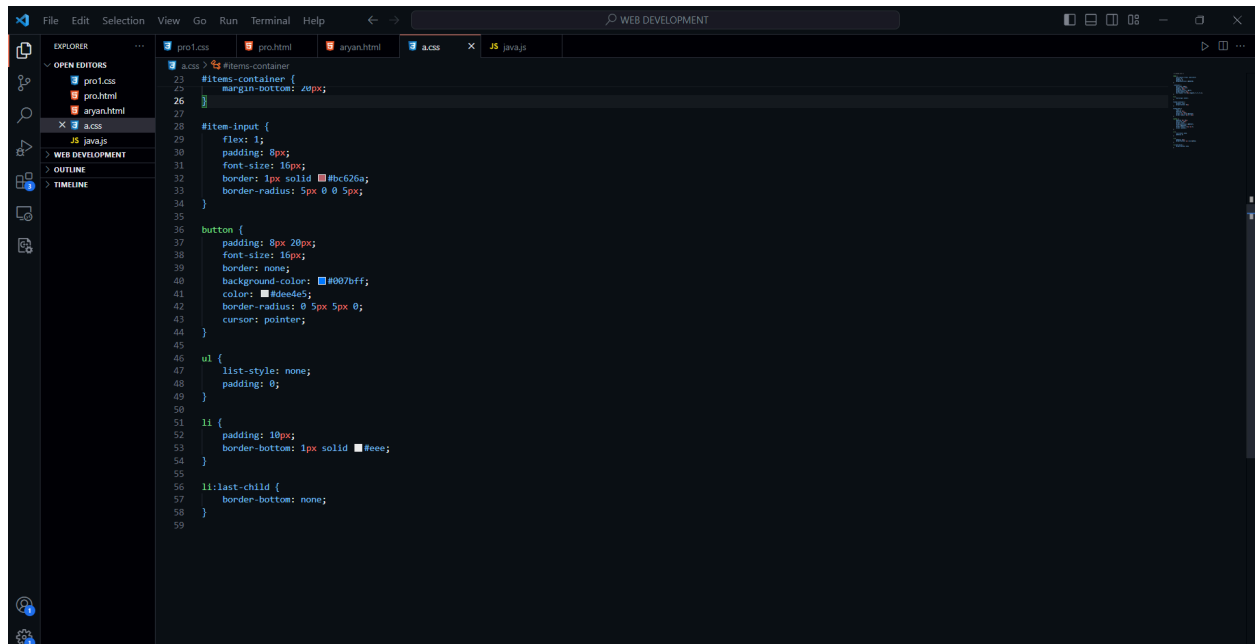 File Edit Selection View Go Run Terminal Help
WEB DEVELOPMENT
EXPLORER
OPEN EDITORS
pro1.css
pro.html
aryan.html
a.css
JS java.js
WEB DEVELOPMENT
OUTLINE
TIMELINE
3
1
1
pro1.css pro.html aryan.html a.css JS java.js
a.css > #items-container
23 #items-container {
25 margin-bottom: 20px;
26 }
27
28 #item-input {
29 flex: 1;
30 padding: 8px;
31 font-size: 16px;
32 border: 1px solid #bc626a;
33 border-radius: 5px 0 0 5px;
34 }
35
36 button {
37 padding: 8px 20px;
38 font-size: 16px;
39 border: none;
40 background-color: #007bff;
41 color: #dee4e5;
42 border-radius: 0 5px 5px 0;
43 cursor: pointer;
44 }
45
46 ul {
47 list-style: none;
48 padding: 0;
49 }
50
51 li {
52 padding: 10px;
53 border-bottom: 1px solid #eee;
54 }
55
56 li:last-child {
57 border-bottom: none;
58 }
59